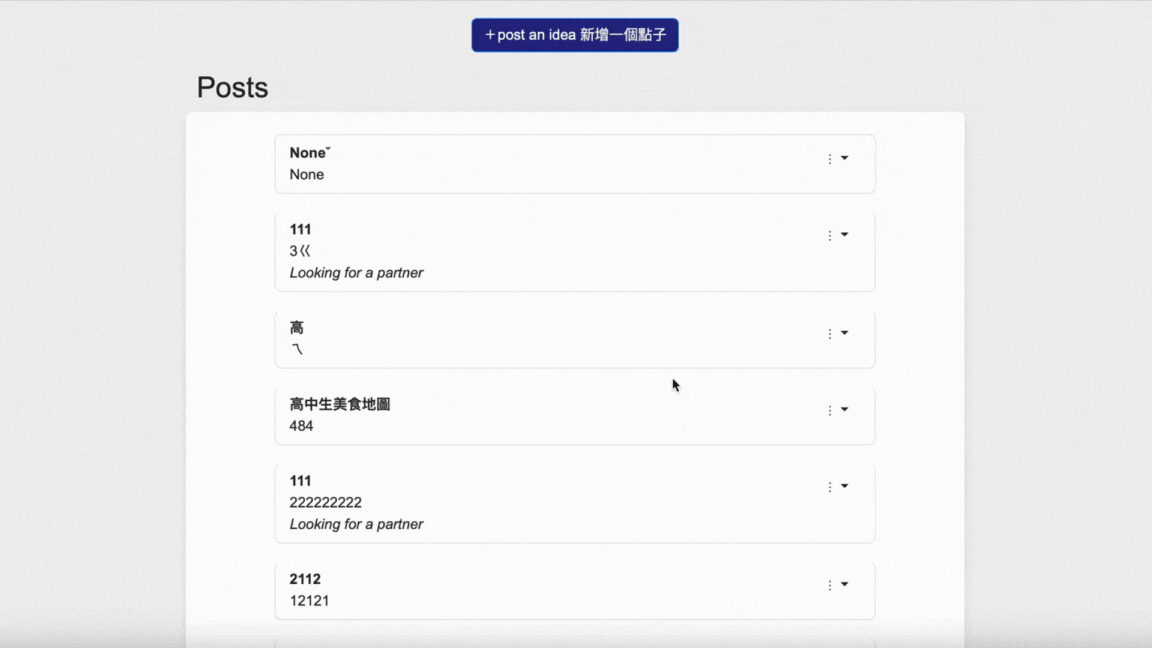 +post an idea 新增一個點子
Posts
Noneˇ
None
111
3ㄍ
Looking for a partner
高
ㄟ
高中生美食地圖
484
111
222222222
Looking for a partner
2112
12121